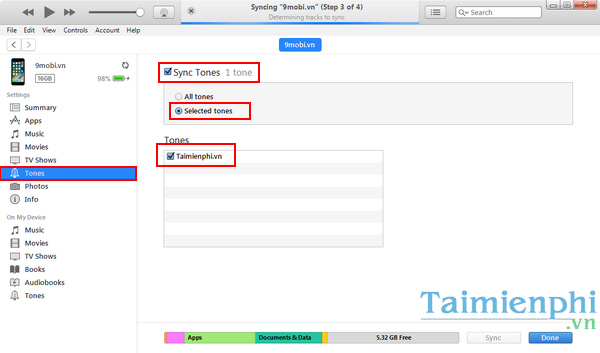 Syncing "9mobi.vn" (Step 3 of 4)
Determining tracks to sync
Search
File Edit View Controls Account Help
9mobi.vn
9mobi.vn
16GB
98%
Settings
Summary
Apps
Music
Movies
TV Shows
Tones
Photos
Info
On My Device
Music
Movies
TV Shows
Books
Audiobooks
Tones
Sync Tones 1 tone
All tones
Selected tones
Tones
Taimienphi.vn
Taimienphi
.vn
Apps
Documents & Data
5.32 GB Free
Sync
Done